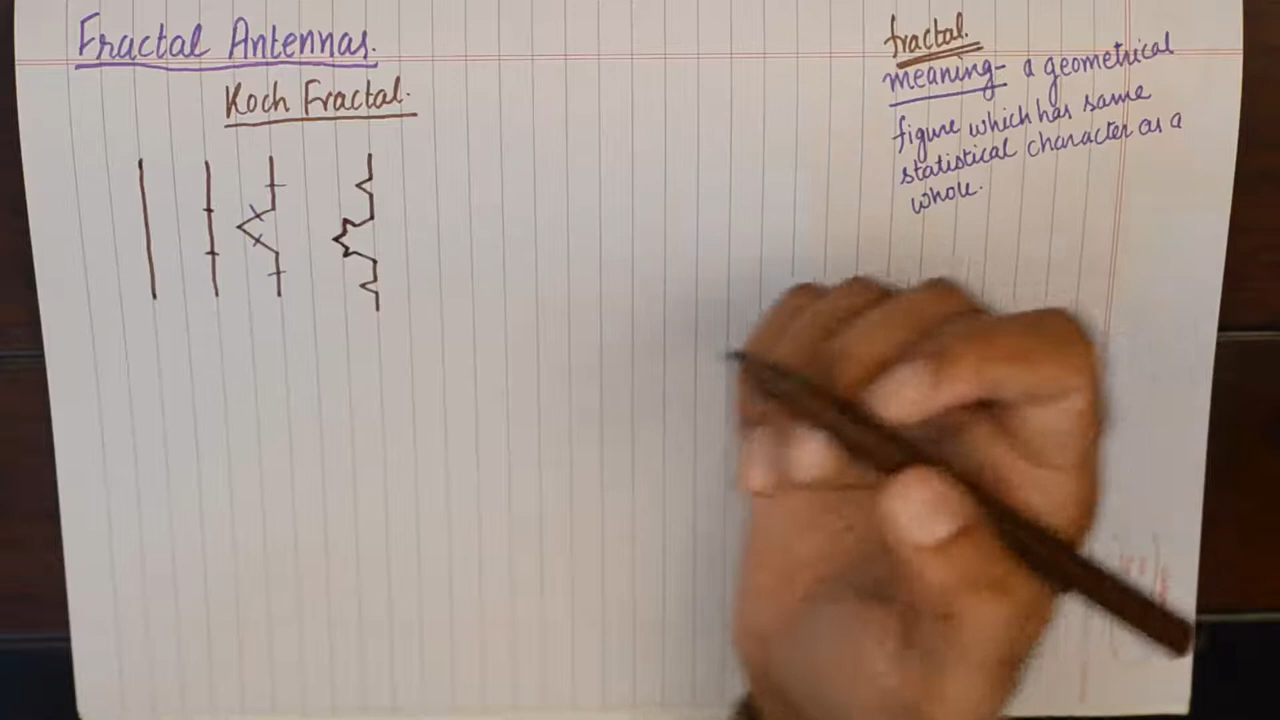 Fractal Antennas.
Koch Fractal.
fractal.
meaning- a geometrical
figure which has same
statistical character as a
whole.